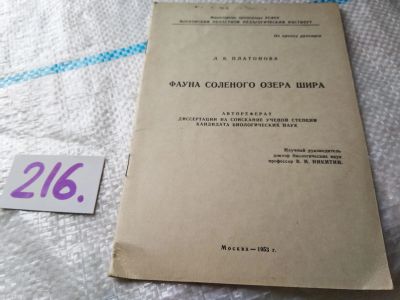 Министерство просвещения РСФСР
МОСКОВСКИЙ ОБЛАСТНОЙ ПЕДАГОГИЧЕСКИЙ ИНСТИТУТ
На правах рукописи
Л. В. ПЛАТОНОВА
ФАУНА СОЛЕНОГО ОЗЕРА ШИРА
АВТОРЕФЕРАТ
ДИССЕРТАЦИИ НА СОИСКАНИЕ УЧЕНОЙ СТЕПЕНИ
КАНДИДАТА БИОЛОГИЧЕСКИХ НАУК
Научный руководитель
доктор биологических наук
профессор В. Н. НИКИТИН.
Москва — 1953 г.
216.